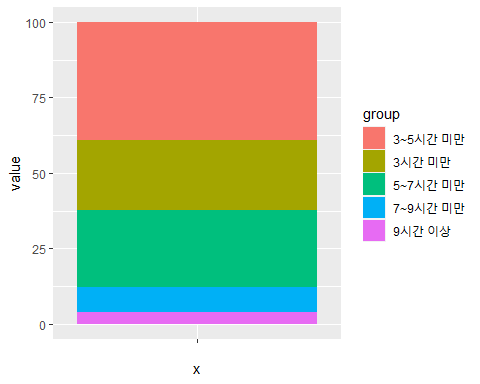 100
75
50
25
0
value
x
group
3~5시간 미만
3시간 미만
5~7시간 미만
7~9시간 미만
9시간 이상